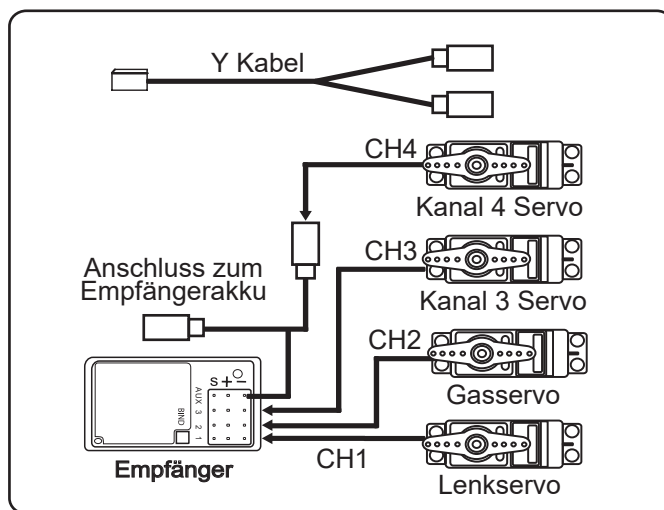 Y Kabel
CH4
Kanal 4 Servo
Anschluss zum
Empfängerakku
CH3
Kanal 3 Servo
CH2
Gasservo
S + −
AUX 3 2 1
BIND
Empfänger
CH1
Lenkservo